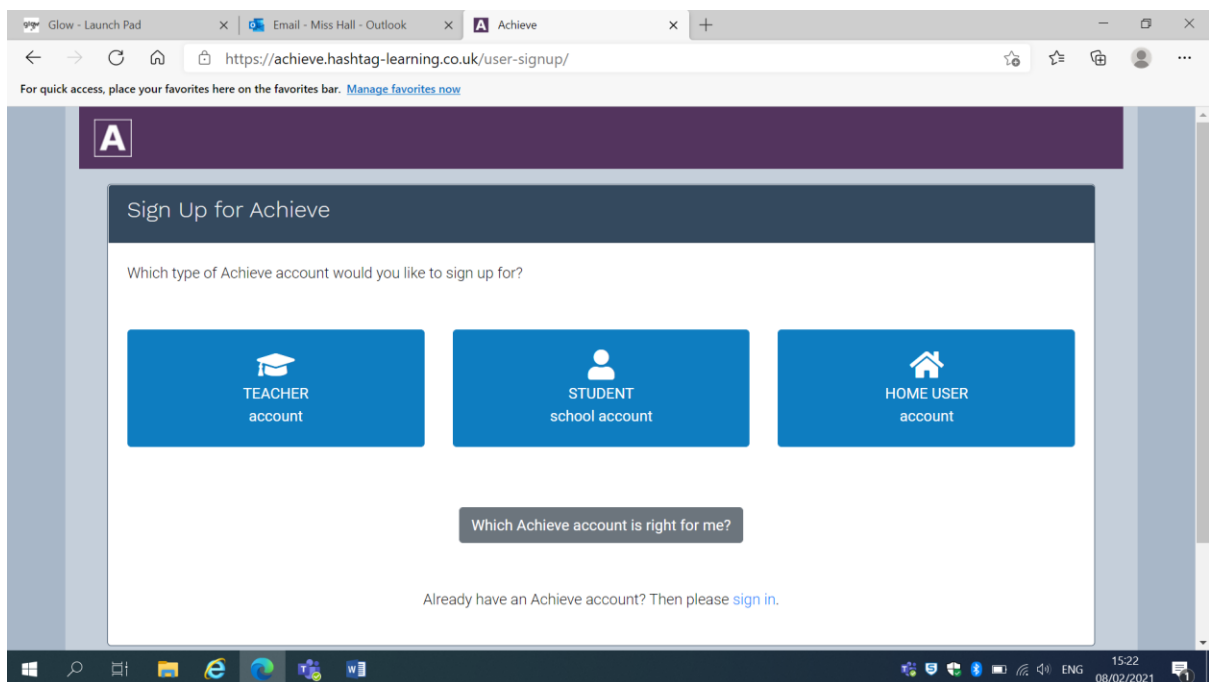 glow Glow - Launch Pad
Email - Miss Hall - Outlook
A Achieve
https://achieve.hashtag-learning.co.uk/user-signup/
For quick access, place your favorites here on the favorites bar. Manage favorites now
A
Sign Up for Achieve
Which type of Achieve account would you like to sign up for?
TEACHER
account
STUDENT
school account
HOME USER
account
Which Achieve account is right for me?
Already have an Achieve account? Then please sign in.
ENG
15:22
08/02/2021